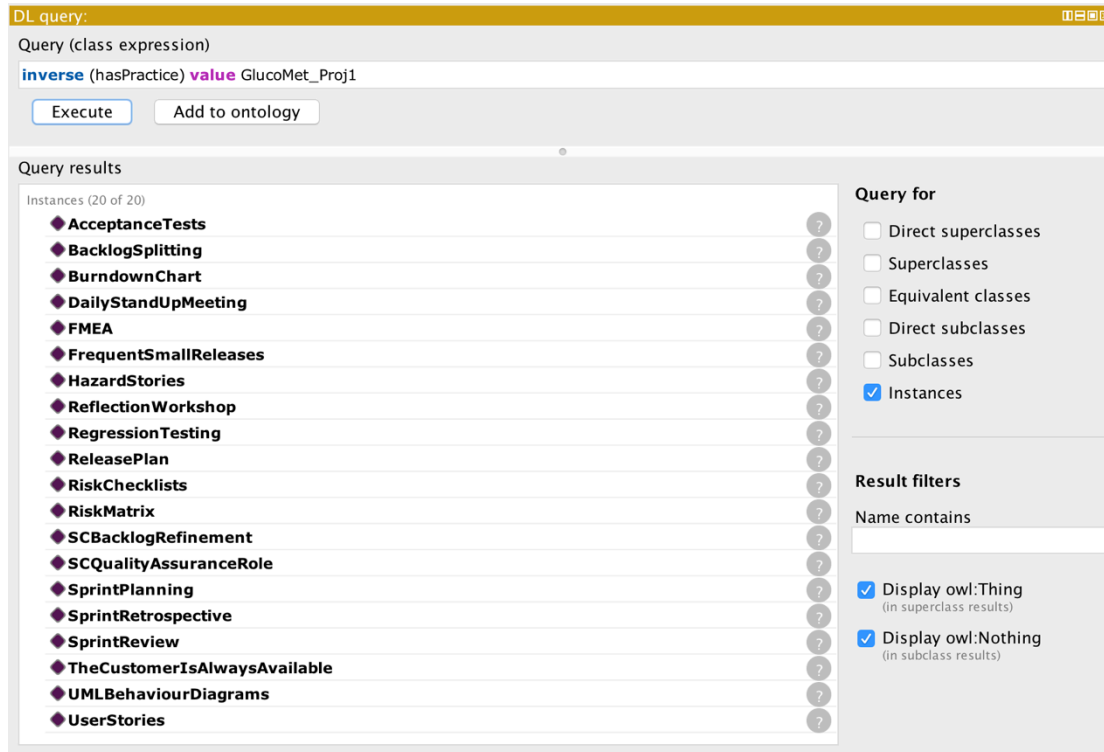 DL query:
Query (class expression)
inverse (hasPractice) value GlucoMet_Proj1
Execute
Add to ontology
Query results
Instances (20 of 20)
AcceptanceTests
?
BacklogSplitting
?
BurndownChart
?
DailyStandUpMeeting
?
FMEA
?
FrequentSmallReleases
?
HazardStories
?
ReflectionWorkshop
?
RegressionTesting
?
ReleasePlan
?
RiskChecklists
?
RiskMatrix
?
SCBacklogRefinement
?
SCQualityAssuranceRole
?
SprintPlanning
?
SprintRetrospective
?
SprintReview
?
TheCustomerIsAlwaysAvailable
?
UMLBehaviourDiagrams
?
UserStories
?
Query for
Direct superclasses
Superclasses
Equivalent classes
Direct subclasses
Subclasses
Instances
Result filters
Name contains
Display owl:Thing
(in superclass results)
Display owl:Nothing
(in subclass results)